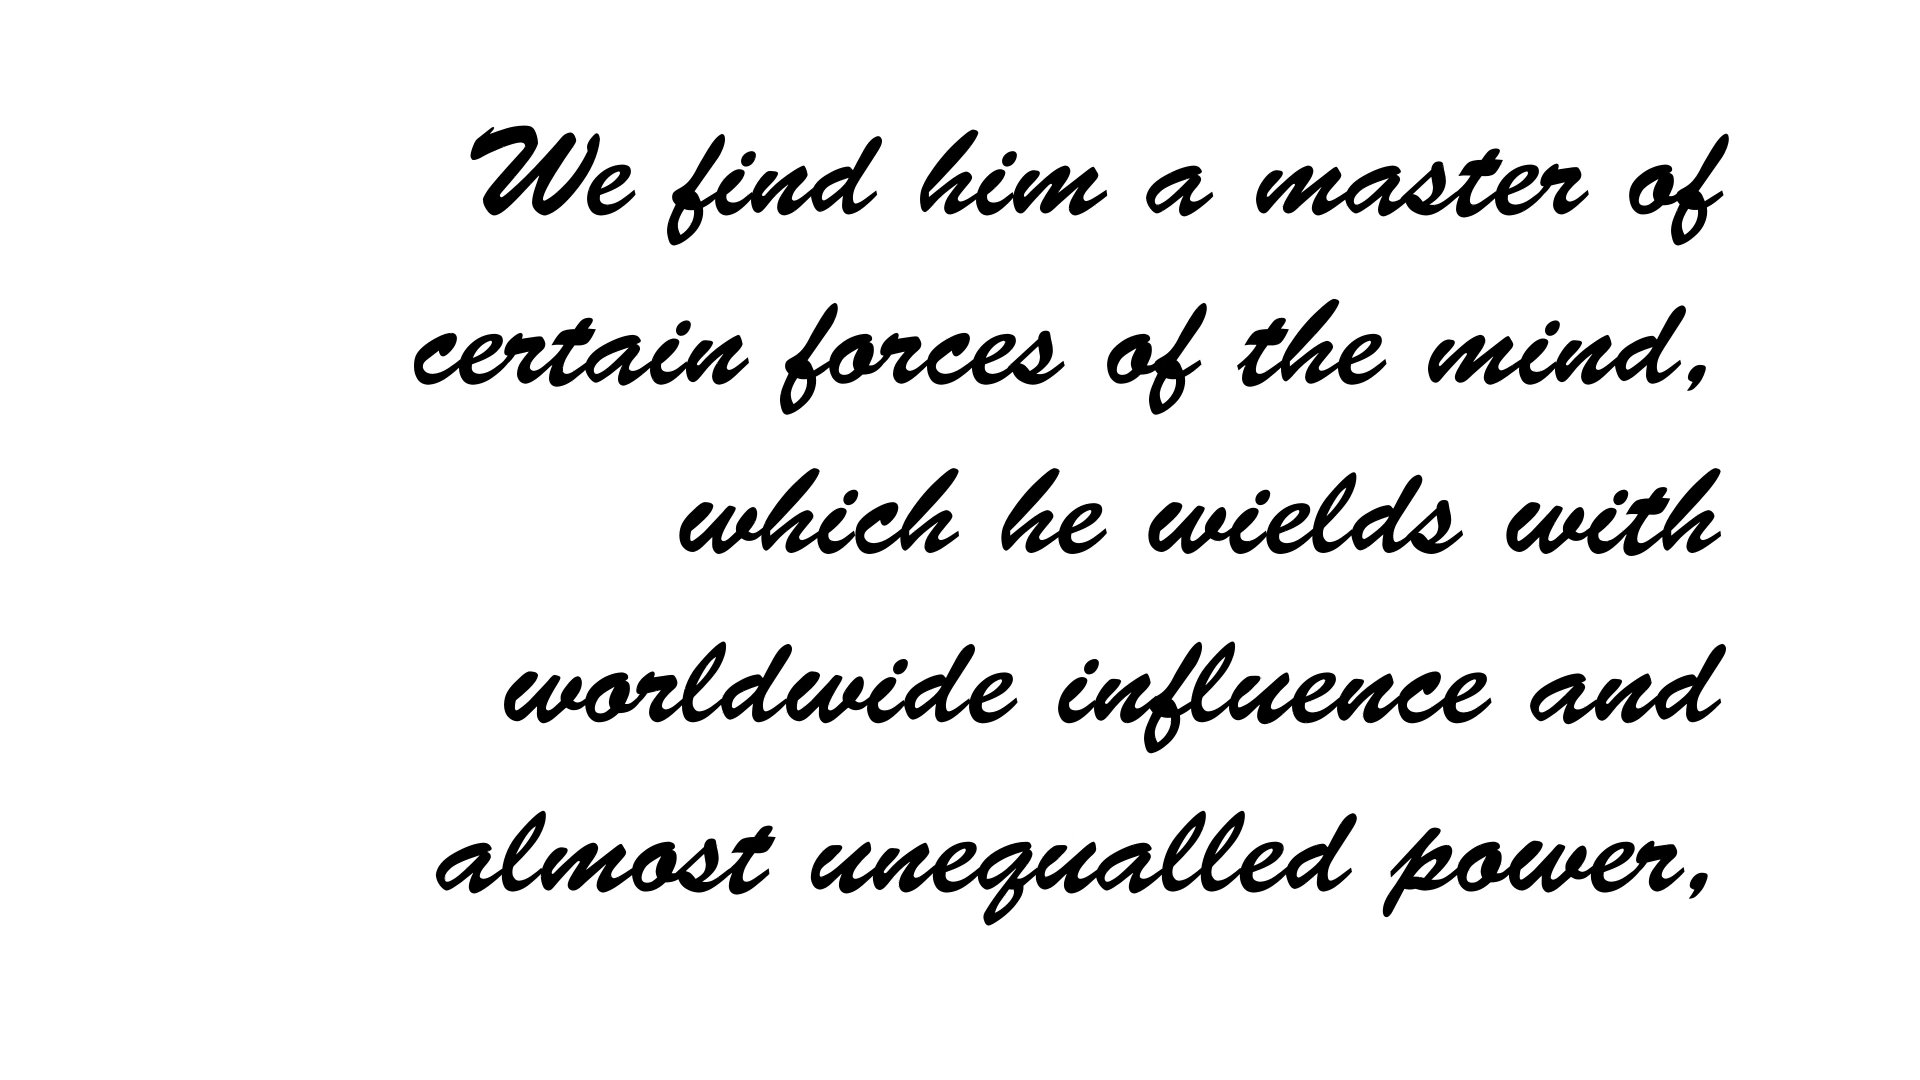 We find him a master of
certain forces of the mind,
which he wields with
worldwide influence and
almost unequalled power,